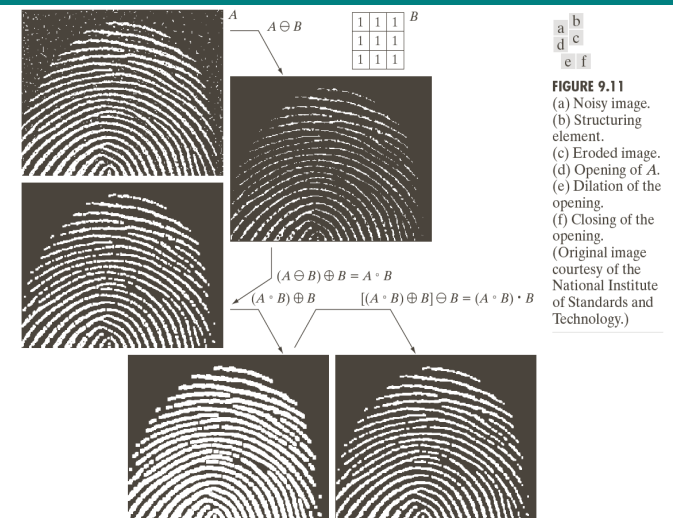 A
A ⊖ B
1 1 1
1 1 1
1 1 1
B
(A ⊖ B) ⊕ B = A ∘ B
(A ∘ B) ⊕ B
[(A ∘ B) ⊕ B] ⊖ B = (A ∘ B) • B
a b
d c
e f
FIGURE 9.11
(a) Noisy image.
(b) Structuring
element.
(c) Eroded image.
(d) Opening of A.
(e) Dilation of the
opening.
(f) Closing of the
opening.
(Original image
courtesy of the
National Institute
of Standards and
Technology.)